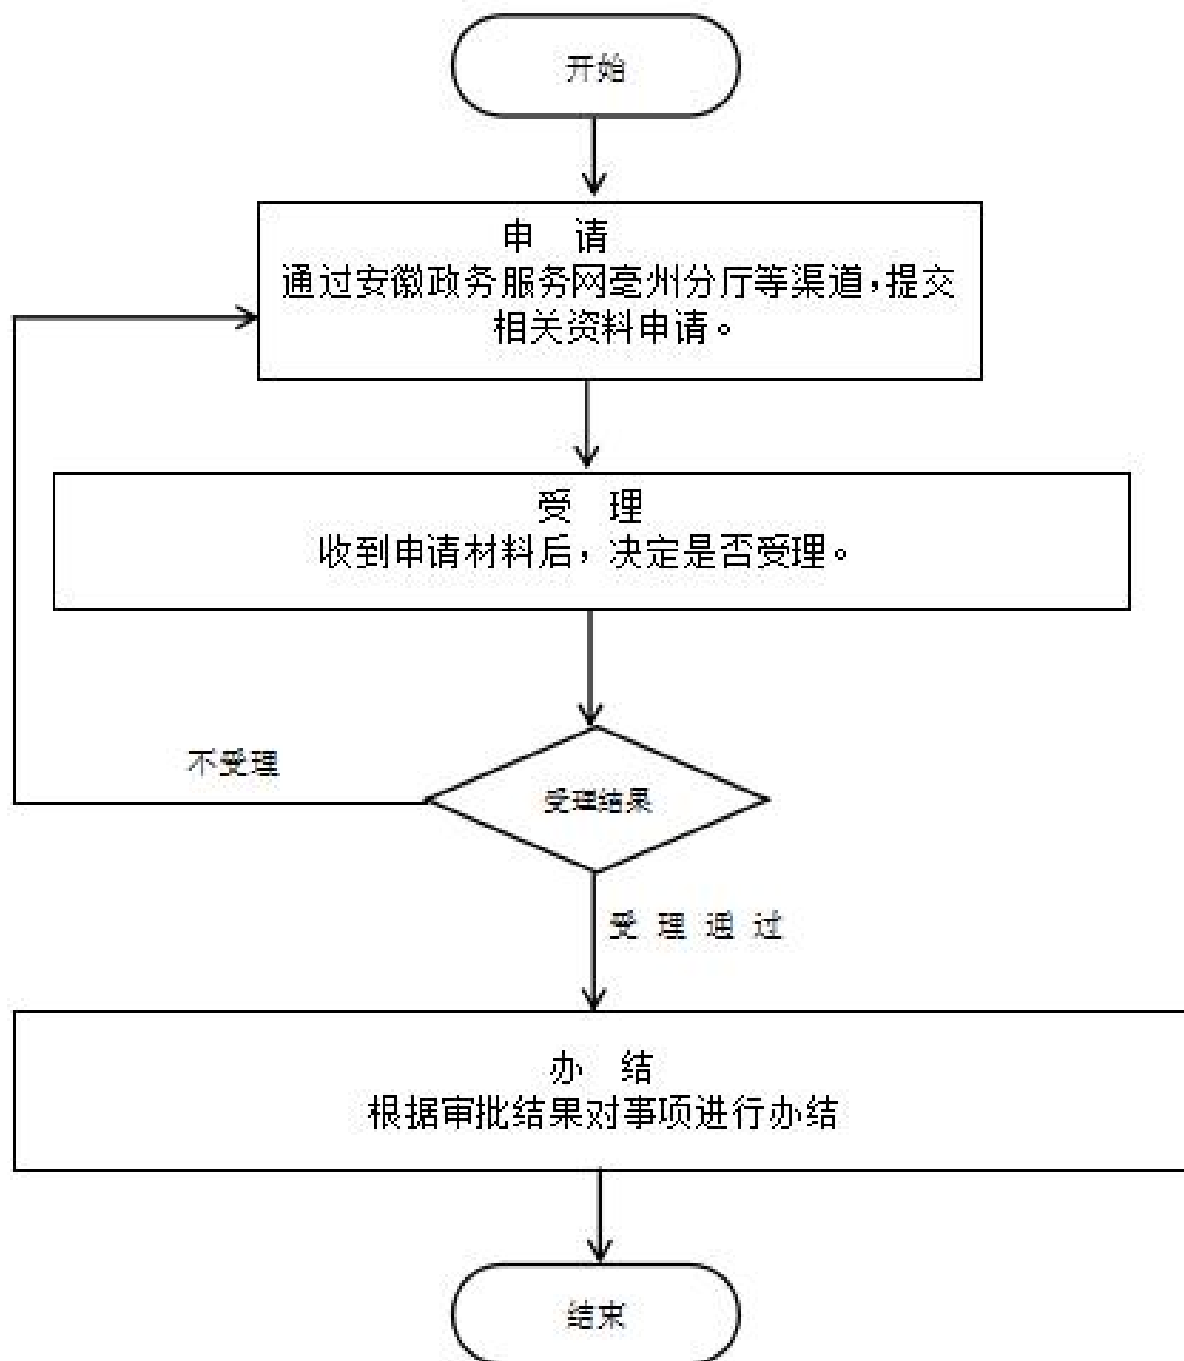 开始
申 请
通过安徽政务服务网亳州分厅等渠道,提交
相关资料申请。
受 理
收到申请材料后，决定是否受理。
不受理
受理结果
受 理 通 过
办 结
根据审批结果对事项进行办结
结束